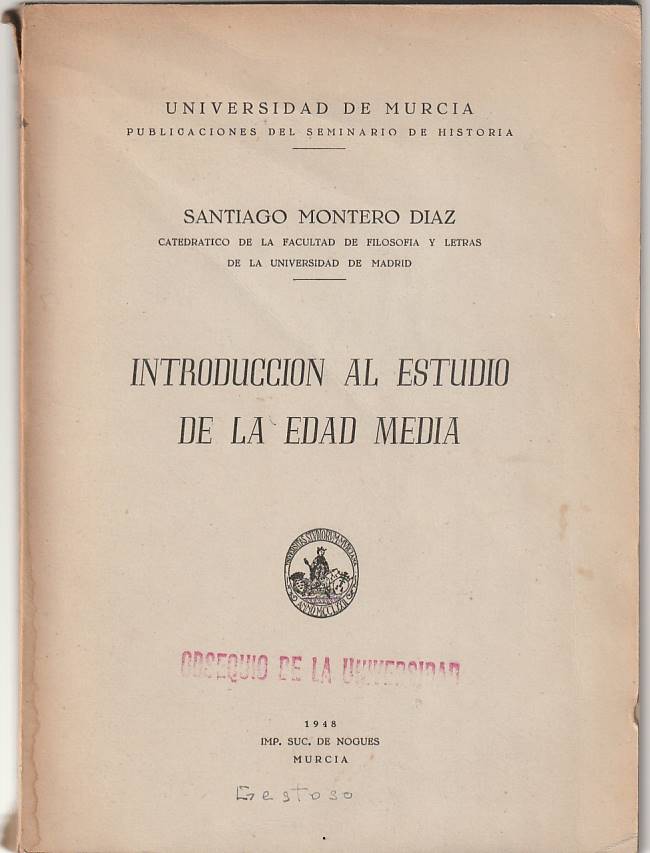 UNIVERSIDAD DE MURCIA
PUBLICACIONES DEL SEMINARIO DE HISTORIA
SANTIAGO MONTERO DIAZ
CATEDRATICO DE LA FACULTAD DE FILOSOFIA Y LETRAS
DE LA UNIVERSIDAD DE MADRID
INTRODUCCION AL ESTUDIO
DE LA EDAD MEDIA
OBSEQUIO DE LA UNIVERSIDAD
1948
IMP. SUC. DE NOGUES
MURCIA
Gestoso